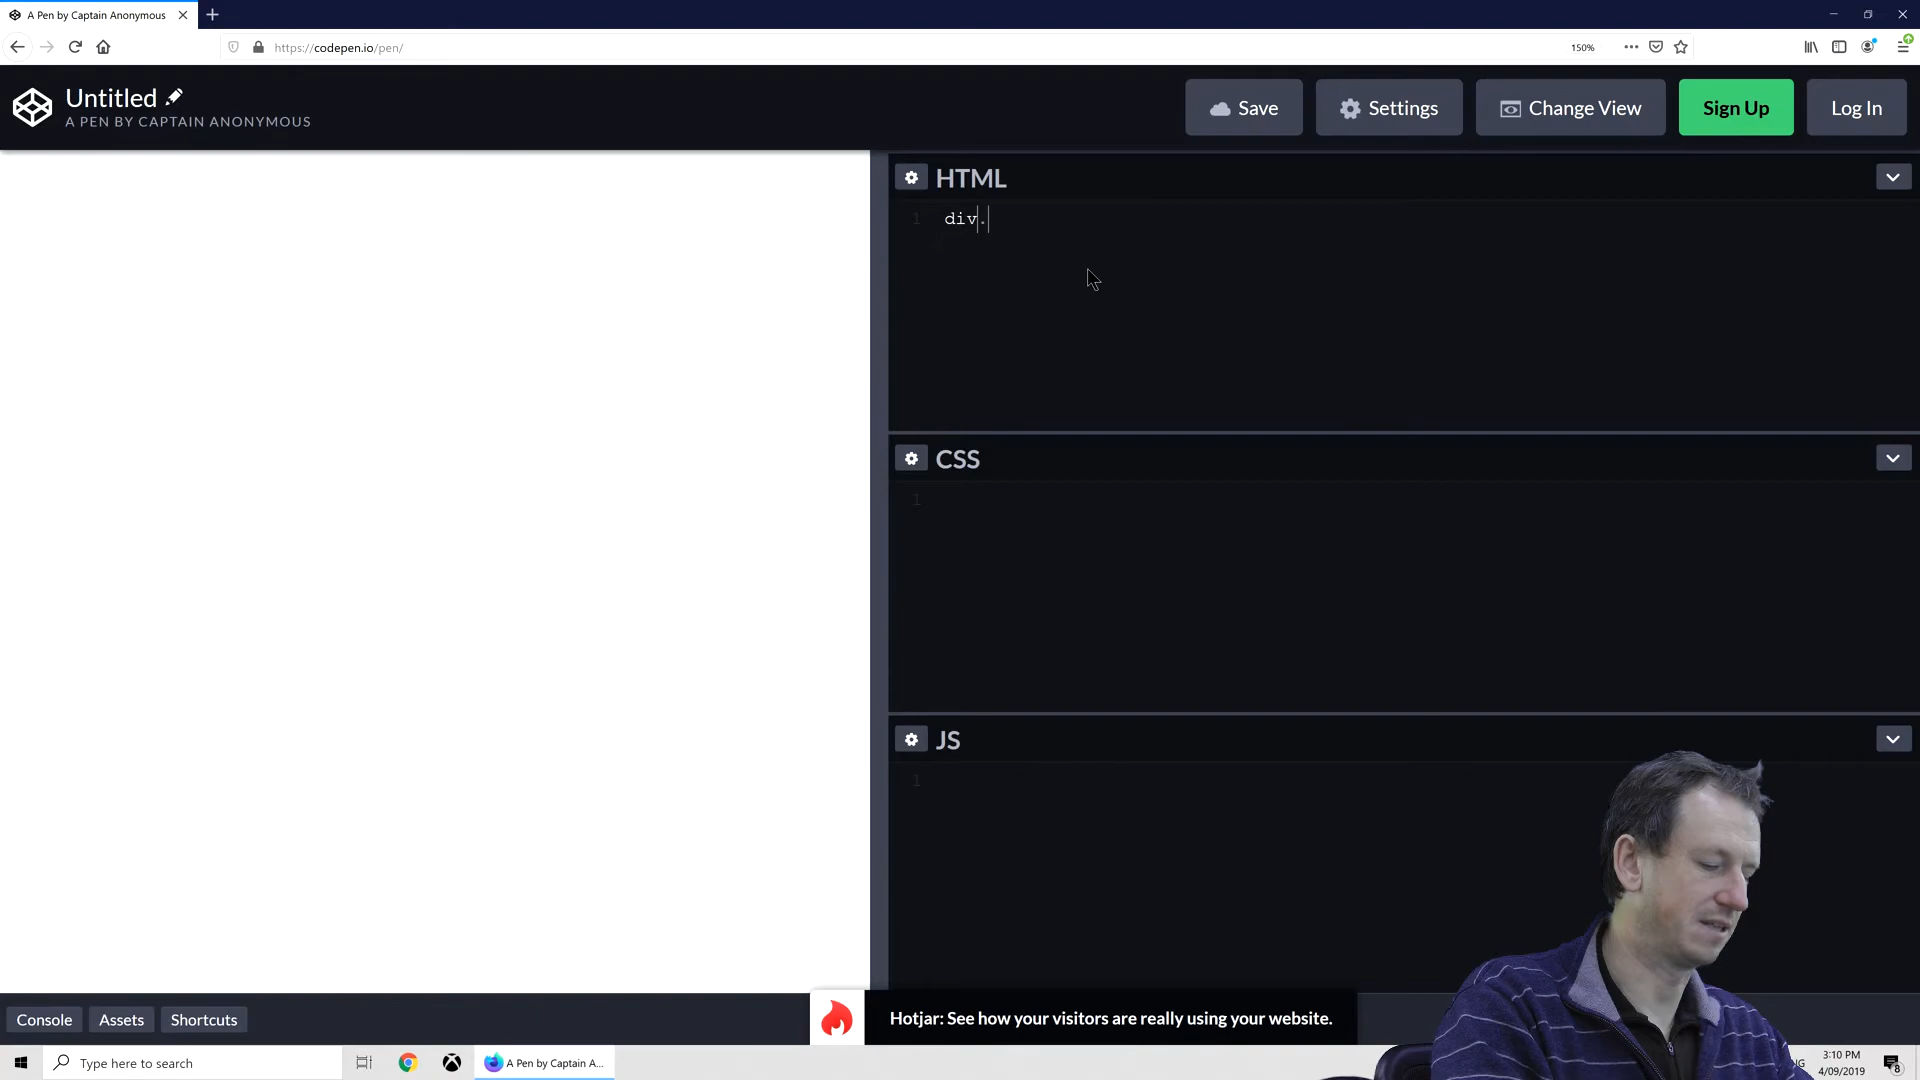 A Pen by Captain Anonymous
https://codepen.io/pen/
150%
Untitled
A PEN BY CAPTAIN ANONYMOUS
Save
Settings
Change View
Sign Up
Log In
HTML
1 div.
CSS
1
JS
1
Console
Assets
Shortcuts
Hotjar: See how your visitors are really using your website.
Type here to search
A Pen by Captain A...
3:10 PM
4/09/2019
8